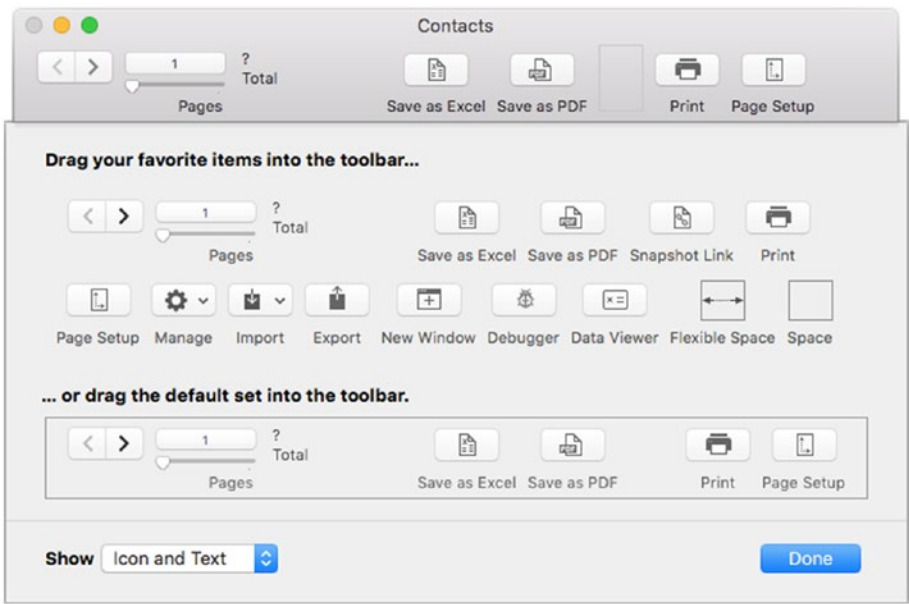 Contacts
1
?
Total
Pages
Save as Excel
Save as PDF
Print
Page Setup
Drag your favorite items into the toolbar...
1
?
Total
Pages
Save as Excel
Save as PDF
Snapshot Link
Print
Page Setup
Manage
Import
Export
New Window
Debugger
Data Viewer
Flexible Space
Space
... or drag the default set into the toolbar.
1
?
Total
Pages
Save as Excel
Save as PDF
Print
Page Setup
Show
Icon and Text
Done